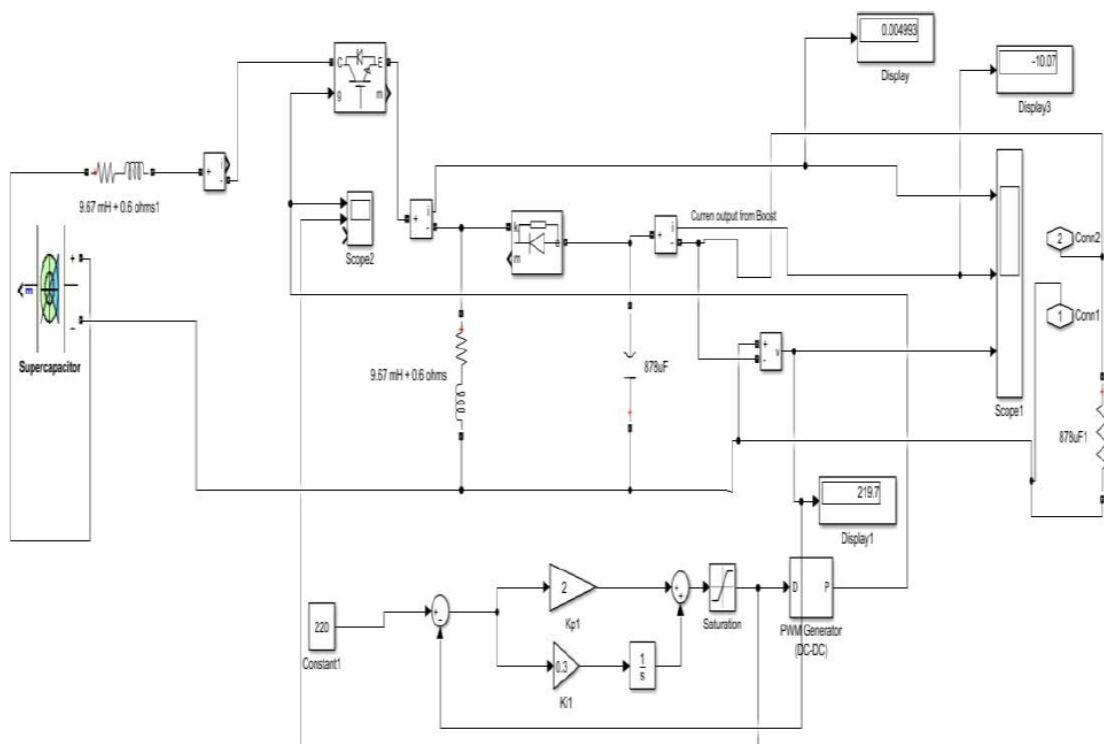 0.004993
Display
-10.07
Display3
C
E
g
m
9.67 mH + 0.6 ohms1
+
i
-
Scope2
+
i
-
k
a
m
Curren output from Boost
+
i
-
2
Conn2
1
Conn1
m
+
-
Supercapacitor
9.67 mH + 0.6 ohms
878uF
+
-
v
Scope1
878uF1
219.7
Display1
220
Constant1
+
-
2
Kp1
0.3
Ki1
1
s
+
+
Saturation
D
P
PWM Generator
(DC-DC)